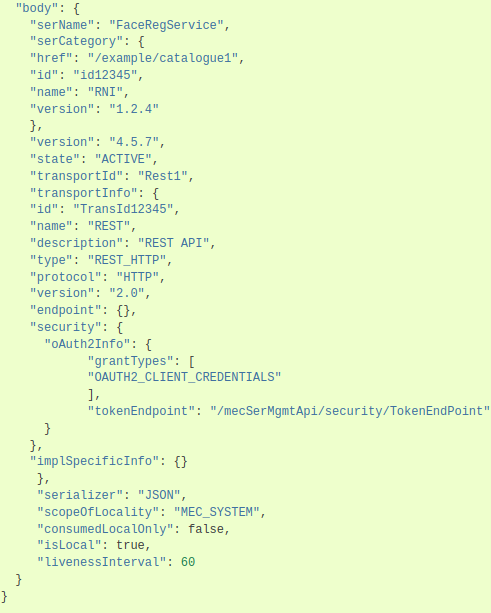 "body": {
"serName": "FaceRegService",
"serCategory": {
"href": "/example/catalogue1",
"id": "id12345",
"name": "RNI",
"version": "1.2.4"
},
"version": "4.5.7",
"state": "ACTIVE",
"transportId": "Rest1",
"transportInfo": {
"id": "TransId12345",
"name": "REST",
"description": "REST API",
"type": "REST_HTTP",
"protocol": "HTTP",
"version": "2.0",
"endpoint": {},
"security": {
"oAuth2Info": {
"grantTypes": [
"OAUTH2_CLIENT_CREDENTIALS"
],
"tokenEndpoint": "/mecSerMgmtApi/security/TokenEndPoint"
}
},
"implSpecificInfo": {}
},
"serializer": "JSON",
"scopeOfLocality": "MEC_SYSTEM",
"consumedLocalOnly": false,
"isLocal": true,
"livenessInterval": 60
}
}